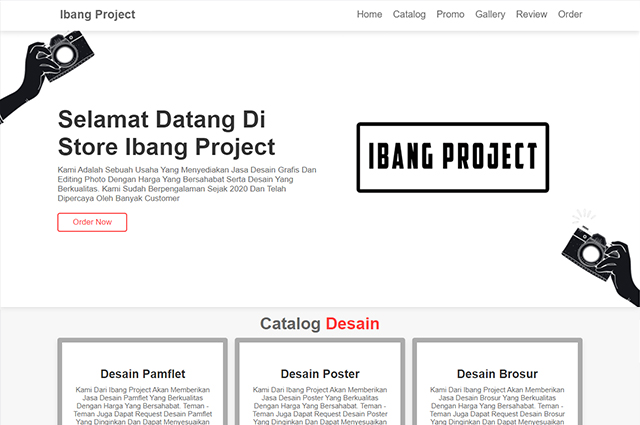 Ibang Project
Home Catalog Promo Gallery Review Order
Selamat Datang Di
Store Ibang Project
Kami Adalah Sebuah Usaha Yang Menyediakan Jasa Desain Grafis Dan
Editing Photo Dengan Harga Yang Bersahabat Serta Desain Yang
Berkualitas. Kami Sudah Berpengalaman Sejak 2020 Dan Telah
Dipercaya Oleh Banyak Customer
Order Now
IBANG PROJECT
Catalog Desain
Desain Pamflet
Kami Dari Ibang Project Akan Memberikan
Jasa Desain Pamflet Yang Berkualitas
Dengan Harga Yang Bersahabat. Teman -
Teman Juga Dapat Request Desain Pamflet
Yang Dinginkan Dan Dapat Menyesuaikan
Desain Poster
Kami Dari Ibang Project Akan Memberikan
Jasa Desain Poster Yang Berkualitas
Dengan Harga Yang Bersahabat. Teman -
Teman Juga Dapat Request Desain Poster
Yang Dinginkan Dan Dapat Menyesuaikan
Desain Brosur
Kami Dari Ibang Project Akan Memberikan
Jasa Desain Brosur Yang Berkualitas
Dengan Harga Yang Bersahabat. Teman -
Teman Juga Dapat Request Desain Brosur
Yang Dinginkan Dan Dapat Menyesuaikan